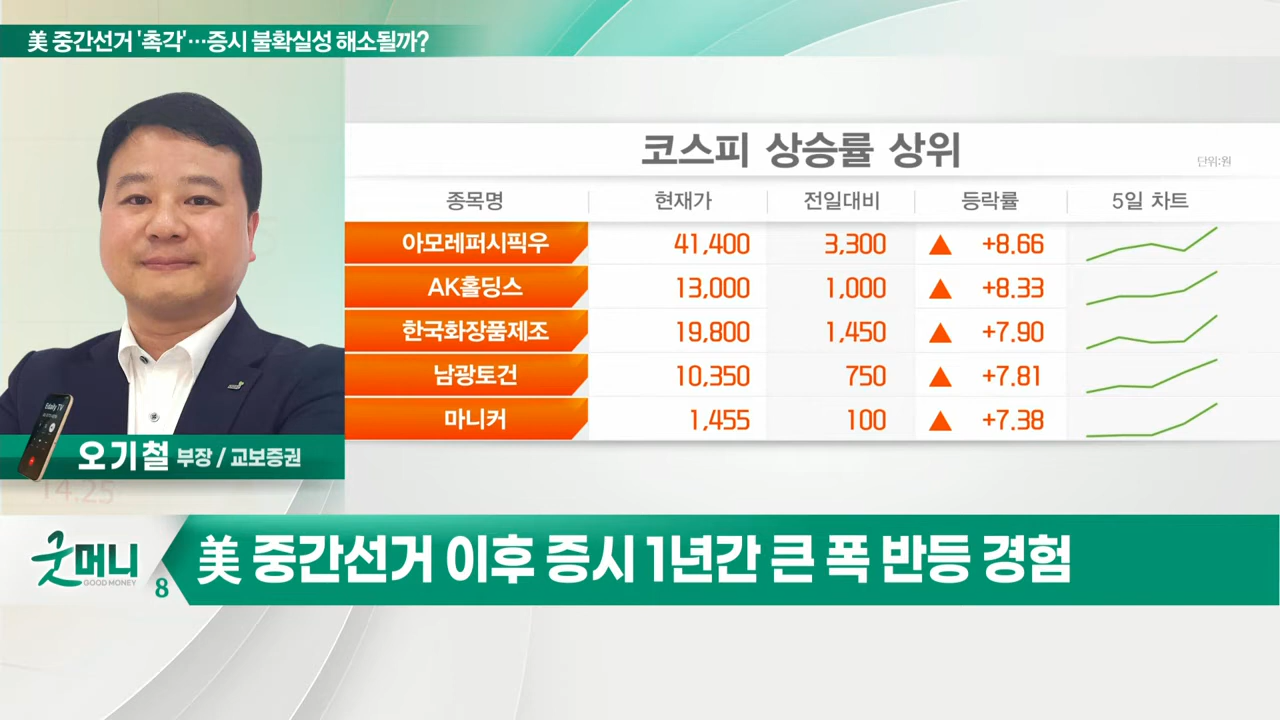 美 중간선거 '촉각'…증시 불확실성 해소될까?
코스피 상승률 상위
단위:원
종목명 현재가 전일대비 등락률 5일 차트
아모레퍼시픽우 41,400 3,300 ▲ +8.66
AK홀딩스 13,000 1,000 ▲ +8.33
한국화장품제조 19,800 1,450 ▲ +7.90
남광토건 10,350 750 ▲ +7.81
마니커 1,455 100 ▲ +7.38
Edaily TV
오기철 부장 / 교보증권
14.25
굿머니
GOOD MONEY
8
美 중간선거 이후 증시 1년간 큰 폭 반등 경험